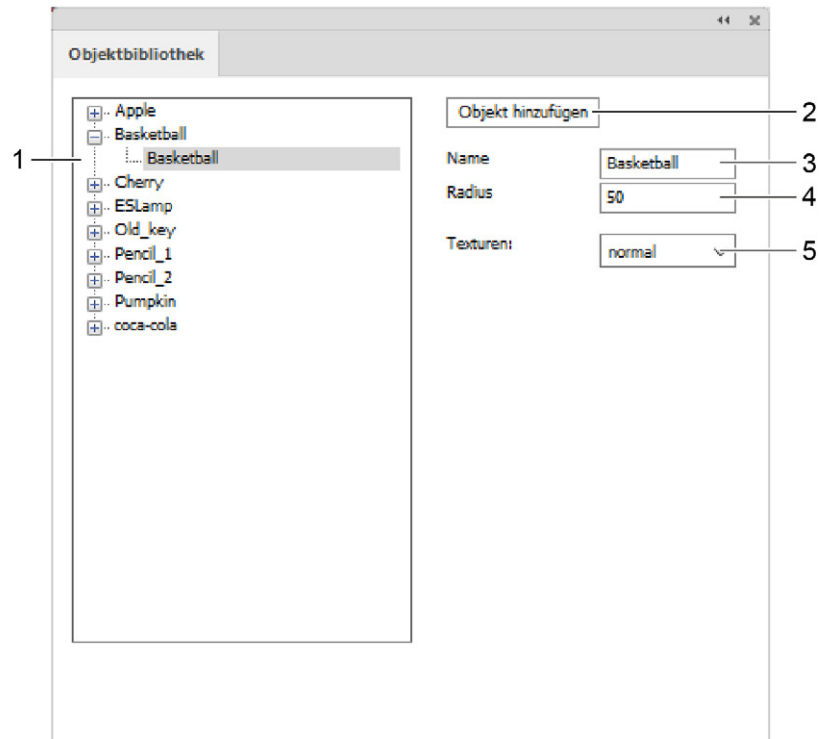 Objektbibliothek
Apple
Basketball
Basketball
Cherry
ESLamp
Old_key
Pencil_1
Pencil_2
Pumpkin
coca-cola
1
Objekt hinzufügen
2
Name
Basketball
3
Radius
50
4
Texturen:
normal
5